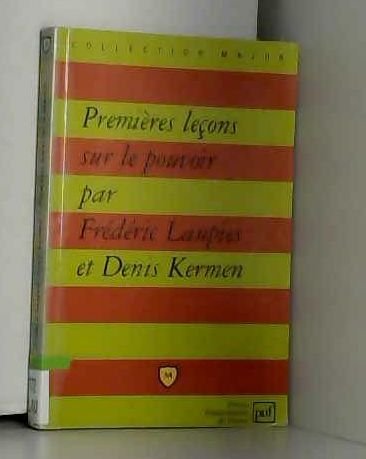 COLLECTION MAJOR
Premières leçons
sur le pouvoir
par
Frédéric Laupies
et Denis Kermen
M
puf